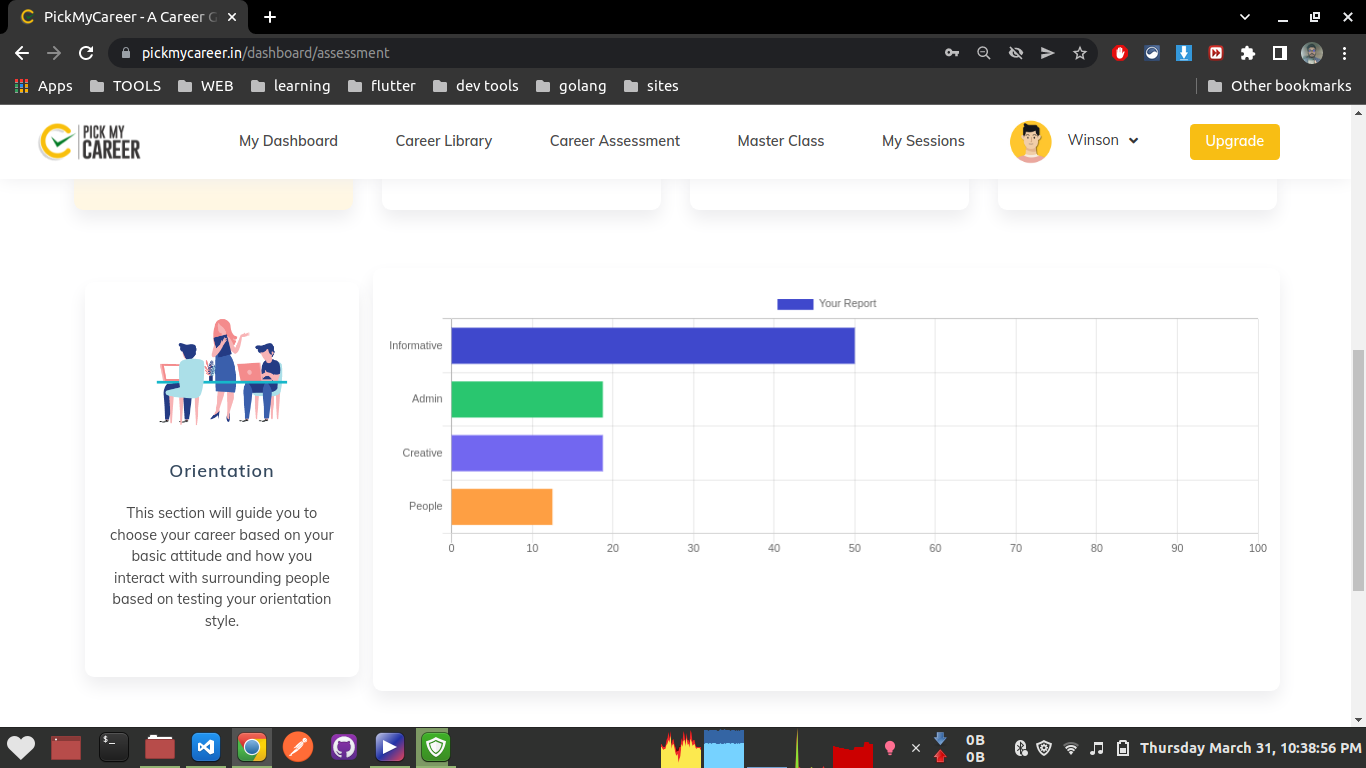 PickMyCareer - A Career G
pickmycareer.in/dashboard/assessment
Apps TOOLS WEB learning flutter dev tools golang sites Other bookmarks
PICK MY
CAREER
My Dashboard Career Library Career Assessment Master Class My Sessions Winson Upgrade
Your Report
Informative
Admin
Creative
People
0 10 20 30 40 50 60 70 80 90 100
Orientation
This section will guide you to
choose your career based on your
basic attitude and how you
interact with surrounding people
based on testing your orientation
style.
0B
0B
Thursday March 31, 10:38:56 PM